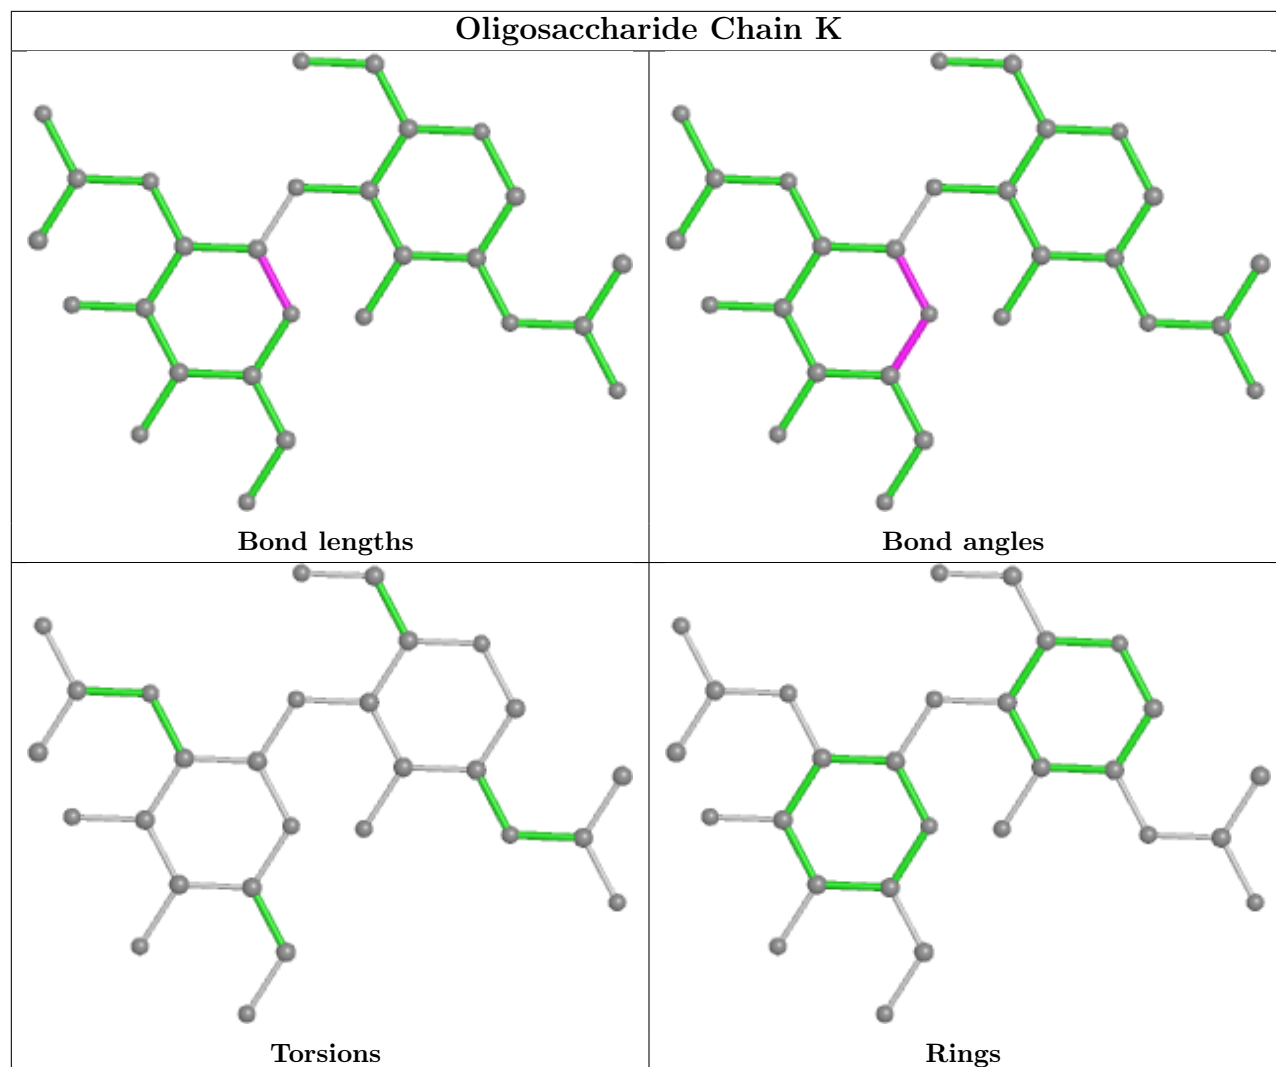 Oligosaccharide Chain K
Bond lengths
Bond angles
Torsions
Rings